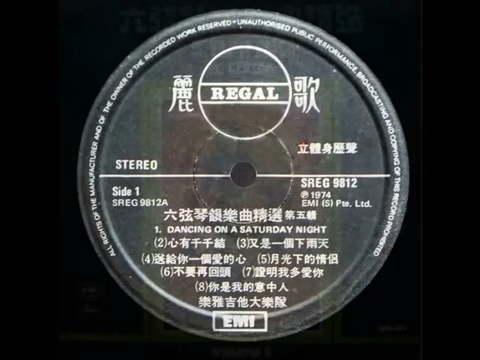 ALL RIGHTS OF THE MANUFACTURER AND OF THE OWNER OF THE RECORDED WORK RESERVED • UNAUTHORISED PUBLIC PERFORMANCE, BROADCASTING AND COPYING OF THIS RECORD PROHIBITED
麗 REGAL 歌
立體身歷聲
STEREO
Side 1
SREG 9812A
SREG 9812
℗ 1974
EMI (S) Pte. Ltd.
六弦琴韻樂曲精選 第五輯
1. DANCING ON A SATURDAY NIGHT
(2)心有千千結 (3)又是一個下雨天
(4)送給你一個愛的心 (5)月光下的情侶
(6)不要再回頭 (7)證明我多愛你
(8)你是我的意中人
樂雅吉他大樂隊
EMI